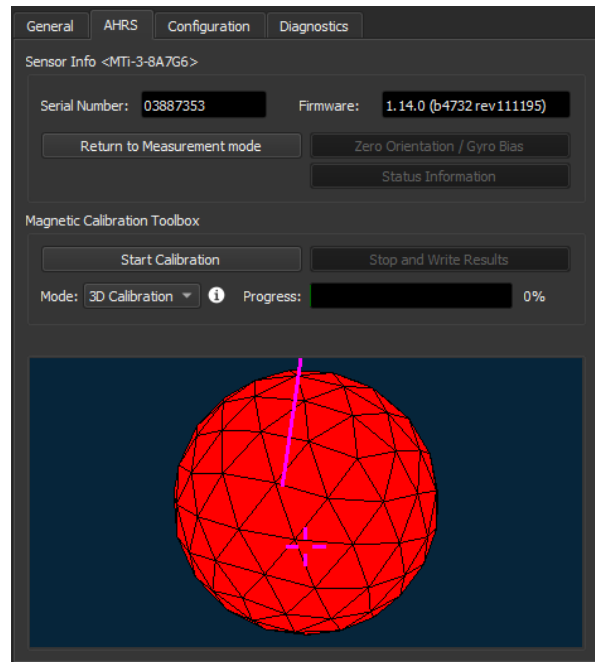 General AHRS Configuration Diagnostics
Sensor Info <MTi-3-8A7G6>
Serial Number: 03887353 Firmware: 1.14.0 (b4732 rev111195)
Return to Measurement mode Zero Orientation / Gyro Bias
Status Information
Magnetic Calibration Toolbox
Start Calibration Stop and Write Results
Mode: 3D Calibration i Progress: 0%